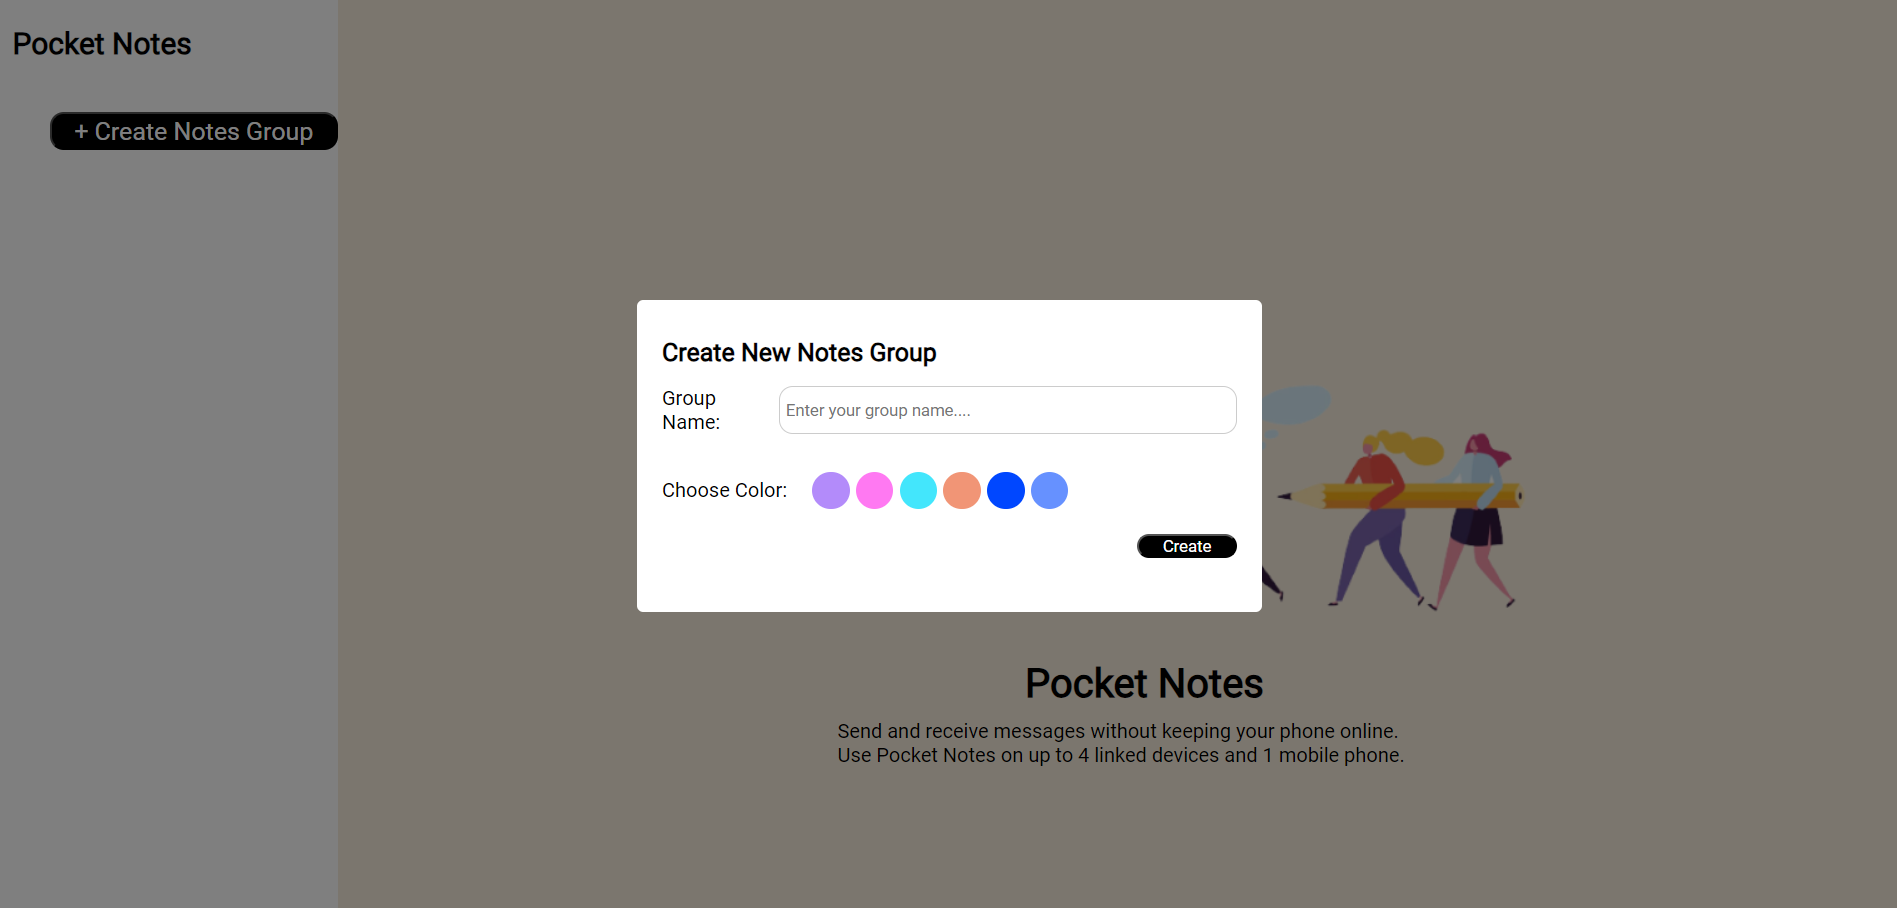 Pocket Notes
+ Create Notes Group
Create New Notes Group
Group
Name:
Enter your group name....
Choose Color:
Create
Pocket Notes
Send and receive messages without keeping your phone online.
Use Pocket Notes on up to 4 linked devices and 1 mobile phone.